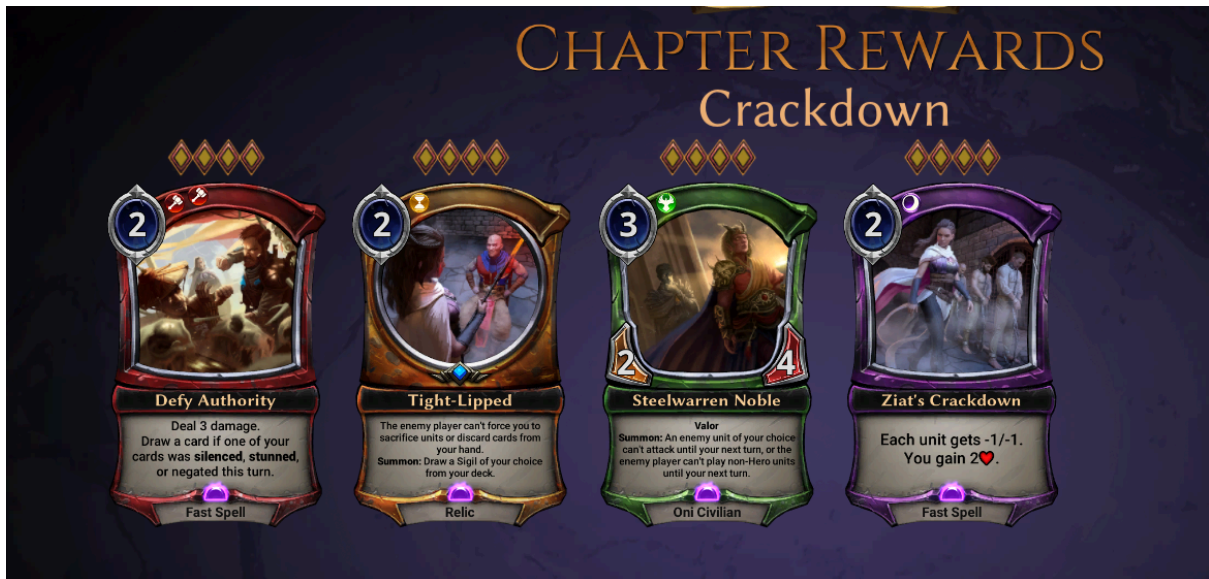 CHAPTER REWARDS
Crackdown
2
Defy Authority
Deal 3 damage.
Draw a card if one of your
cards was silenced, stunned,
or negated this turn.
Fast Spell
2
Tight-Lipped
The enemy player can't force you to
sacrifice units or discard cards from
your hand.
Summon: Draw a Sigil of your choice
from your deck.
Relic
3
2
4
Steelwarren Noble
Valor
Summon: An enemy unit of your choice
can't attack until your next turn, or the
enemy player can't play non-Hero units
until your next turn.
Oni Civilian
2
Ziat's Crackdown
Each unit gets -1/-1.
You gain 2♥.
Fast Spell